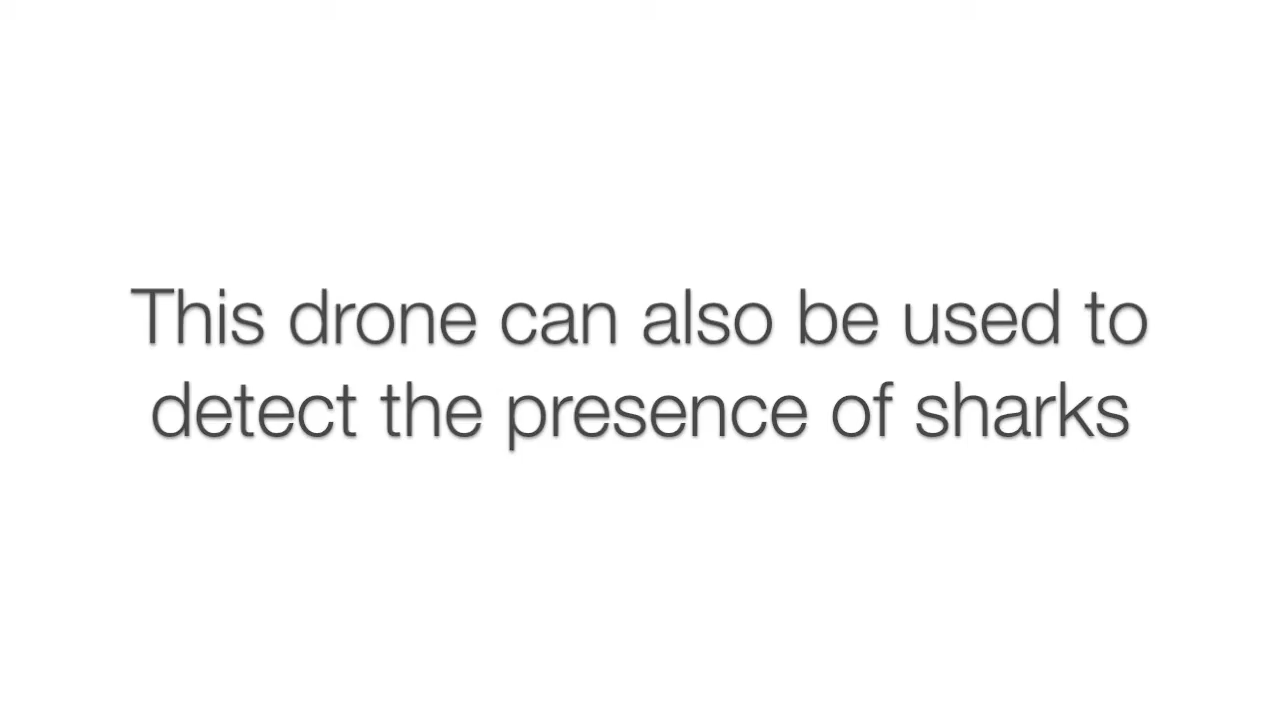 This drone can also be used to
detect the presence of sharks